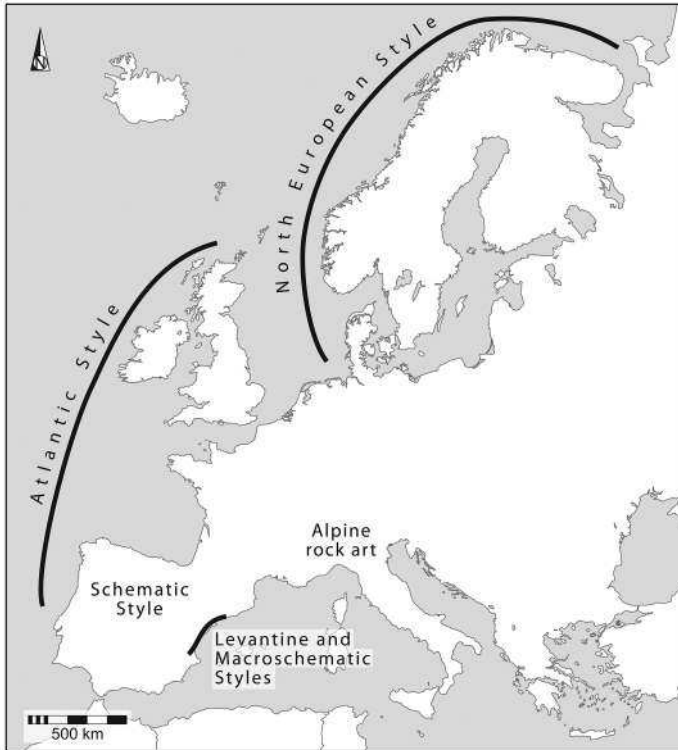 N
North European Style
Atlantic Style
Alpine
rock art
Schematic
Style
Levantine and
Macroschematic
Styles
500 km